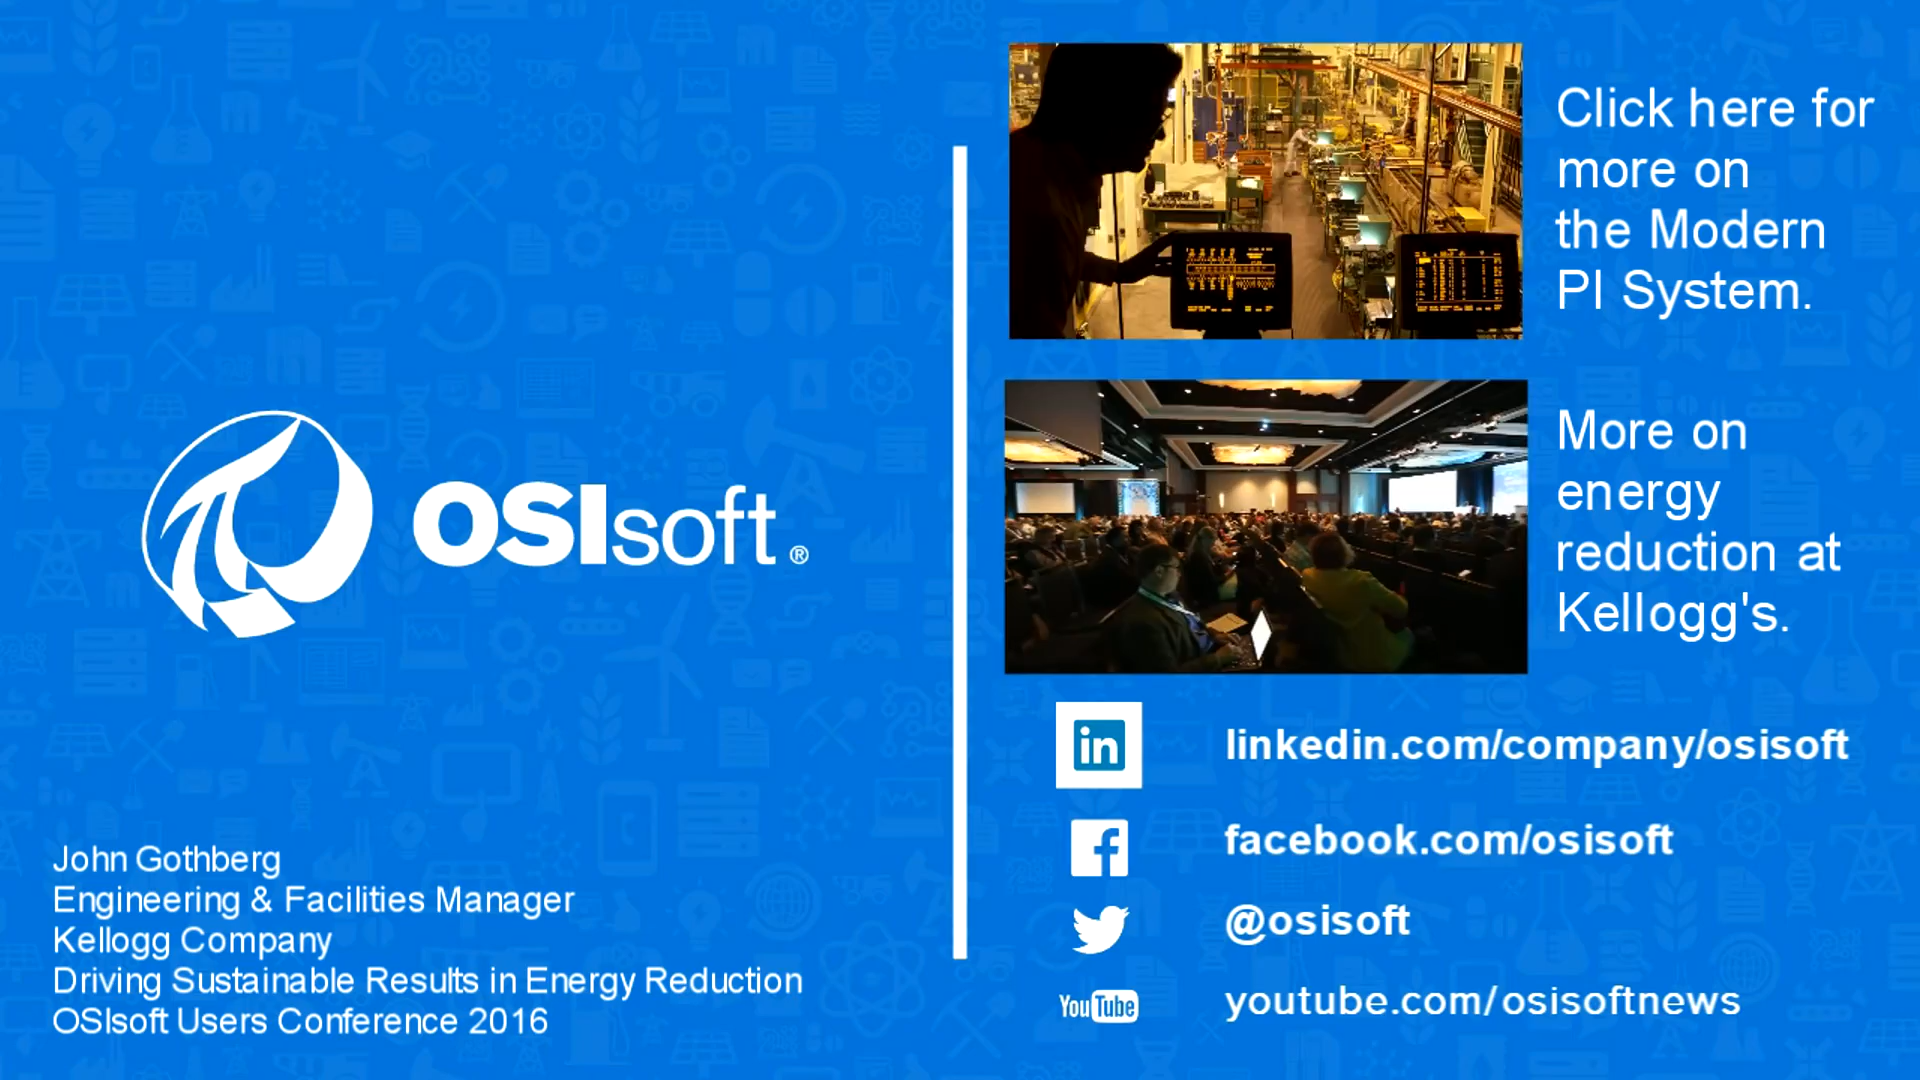 OSIsoft®
John Gothberg
Engineering & Facilities Manager
Kellogg Company
Driving Sustainable Results in Energy Reduction
OSIsoft Users Conference 2016
Click here for
more on
the Modern
PI System.
More on
energy
reduction at
Kellogg's.
in
linkedin.com/company/osisoft
f
facebook.com/osisoft
@osisoft
YouTube
youtube.com/osisoftnews